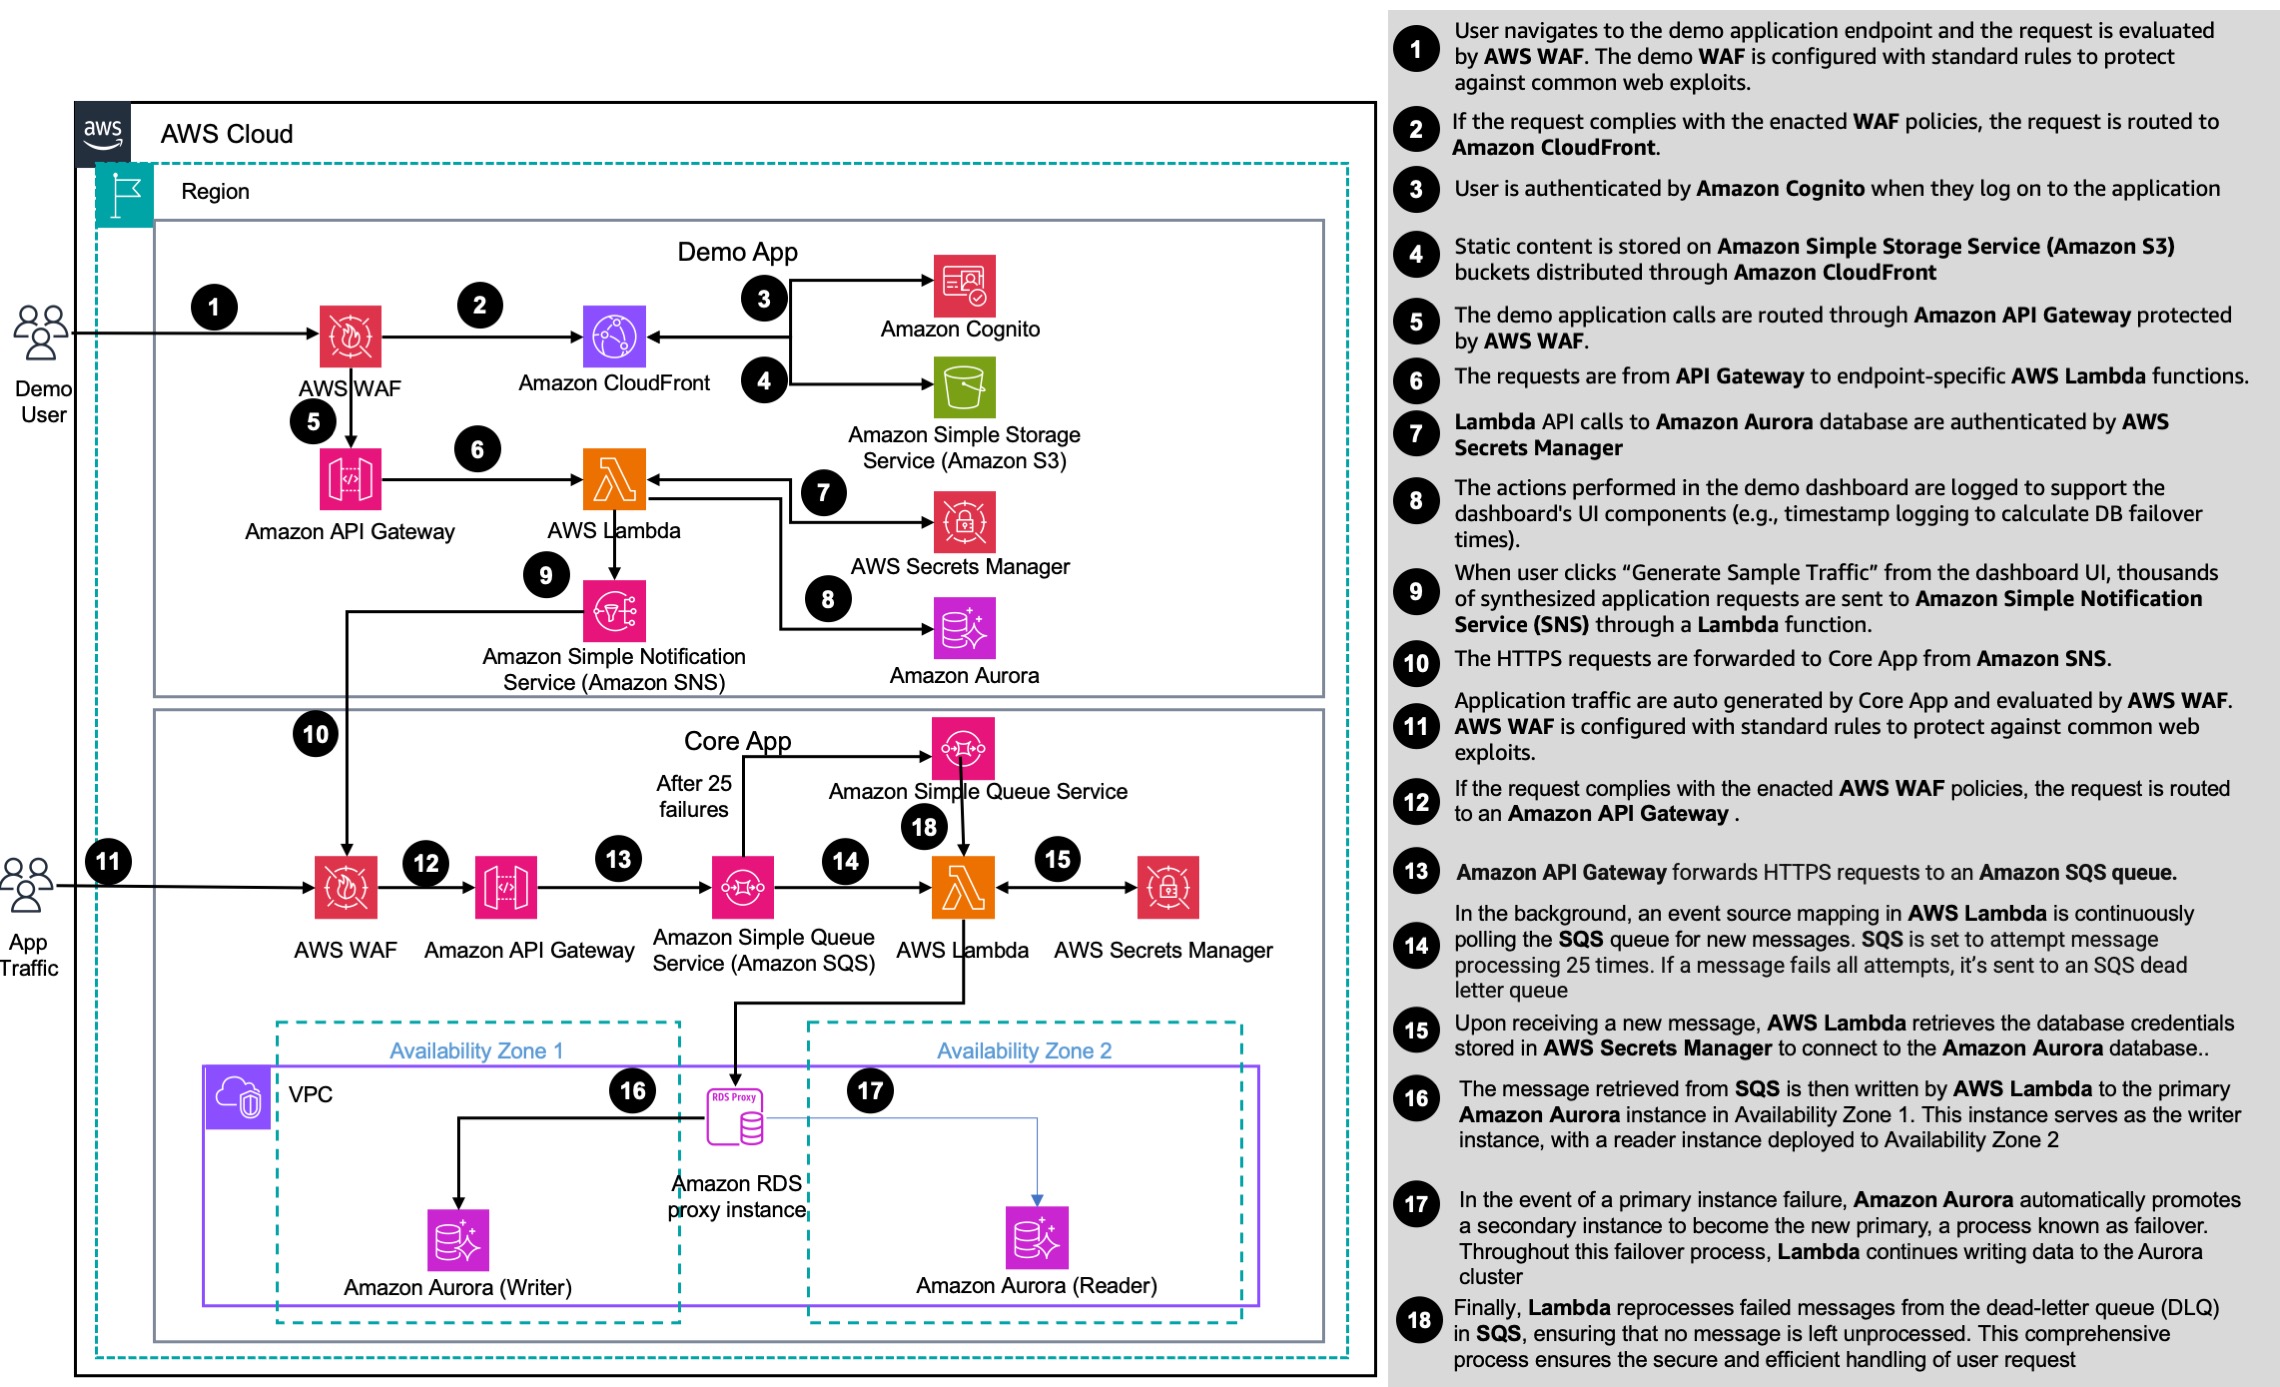 aws
AWS Cloud
Region
Demo App
1
2
3
4
Amazon Cognito
Demo
User
AWS WAF
Amazon CloudFront
5
6
Amazon Simple Storage
Service (Amazon S3)
7
Amazon API Gateway
AWS Lambda
AWS Secrets Manager
9
8
Amazon Simple Notification
Service (Amazon SNS)
Amazon Aurora
10
Core App
After 25
failures
Amazon Simple Queue Service
18
11
12
13
14
15
App
Traffic
AWS WAF
Amazon API Gateway
Amazon Simple Queue
Service (Amazon SQS)
AWS Lambda
AWS Secrets Manager
Availability Zone 1
Availability Zone 2
VPC
16
RDS Proxy
17
Amazon RDS
proxy instance
Amazon Aurora (Writer)
Amazon Aurora (Reader)
1
User navigates to the demo application endpoint and the request is evaluated
by AWS WAF. The demo WAF is configured with standard rules to protect
against common web exploits.
2
If the request complies with the enacted WAF policies, the request is routed to
Amazon CloudFront.
3
User is authenticated by Amazon Cognito when they log on to the application
4
Static content is stored on Amazon Simple Storage Service (Amazon S3)
buckets distributed through Amazon CloudFront
5
The demo application calls are routed through Amazon API Gateway protected
by AWS WAF.
6
The requests are from API Gateway to endpoint-specific AWS Lambda functions.
7
Lambda API calls to Amazon Aurora database are authenticated by AWS
Secrets Manager
8
The actions performed in the demo dashboard are logged to support the
dashboard's UI components (e.g., timestamp logging to calculate DB failover
times).
9
When user clicks “Generate Sample Traffic” from the dashboard UI, thousands
of synthesized application requests are sent to Amazon Simple Notification
Service (SNS) through a Lambda function.
10
The HTTPS requests are forwarded to Core App from Amazon SNS.
11
Application traffic are auto generated by Core App and evaluated by AWS WAF.
AWS WAF is configured with standard rules to protect against common web
exploits.
12
If the request complies with the enacted AWS WAF policies, the request is routed
to an Amazon API Gateway .
13
Amazon API Gateway forwards HTTPS requests to an Amazon SQS queue.
14
In the background, an event source mapping in AWS Lambda is continuously
polling the SQS queue for new messages. SQS is set to attempt message
processing 25 times. If a message fails all attempts, it’s sent to an SQS dead
letter queue
15
Upon receiving a new message, AWS Lambda retrieves the database credentials
stored in AWS Secrets Manager to connect to the Amazon Aurora database..
16
The message retrieved from SQS is then written by AWS Lambda to the primary
Amazon Aurora instance in Availability Zone 1. This instance serves as the writer
instance, with a reader instance deployed to Availability Zone 2
17
In the event of a primary instance failure, Amazon Aurora automatically promotes
a secondary instance to become the new primary, a process known as failover.
Throughout this failover process, Lambda continues writing data to the Aurora
cluster
18
Finally, Lambda reprocesses failed messages from the dead-letter queue (DLQ)
in SQS, ensuring that no message is left unprocessed. This comprehensive
process ensures the secure and efficient handling of user request